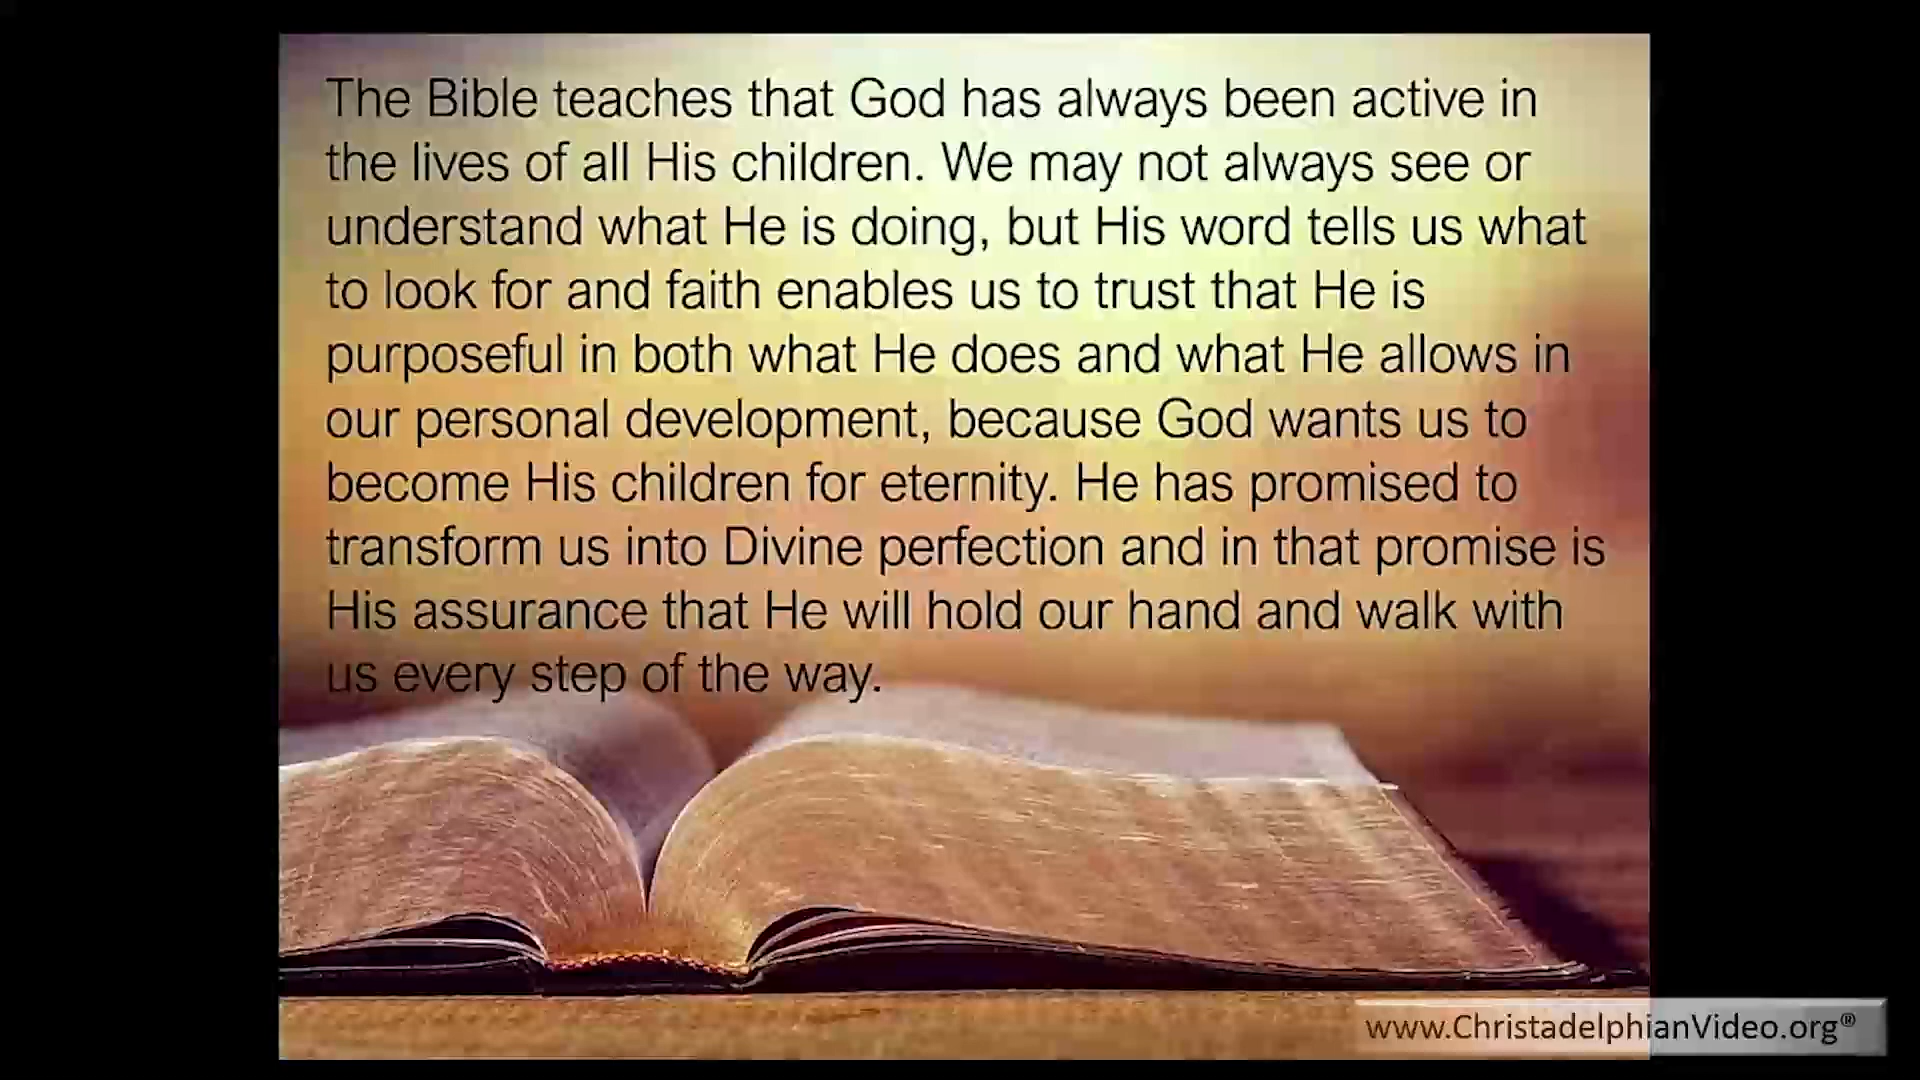 The Bible teaches that God has always been active in
the lives of all His children. We may not always see or
understand what He is doing, but His word tells us what
to look for and faith enables us to trust that He is
purposeful in both what He does and what He allows in
our personal development, because God wants us to
become His children for eternity. He has promised to
transform us into Divine perfection and in that promise is
His assurance that He will hold our hand and walk with
us every step of the way.
www.ChristadelphianVideo.org®